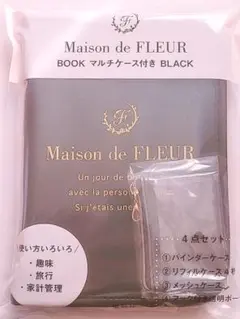 F.
Maison de FLEUR
BOOK マルチケース付き BLACK
F.
Maison de FLEUR
Un jour de
avec la perso
Si j'étais une
使い方いろいろ
・趣味
・旅行
・家計管理
4点セット
①バインダーケース
②リフィルケース4
③メッシュケース